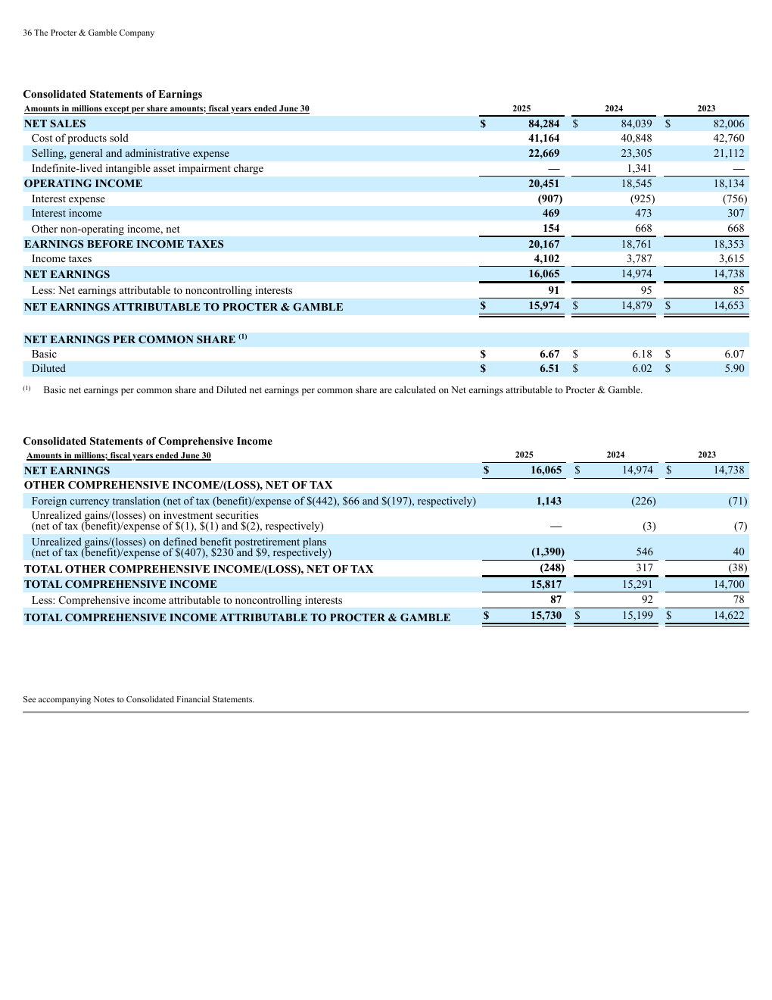 36 The Procter & Gamble Company
Consolidated Statements of Earnings
Amounts in millions except per share amounts; fiscal years ended June 30 2025 2024 2023
NET SALES $ 84,284 $ 84,039 $ 82,006
Cost of products sold 41,164 40,848 42,760
Selling, general and administrative expense 22,669 23,305 21,112
Indefinite-lived intangible asset impairment charge — 1,341 —
OPERATING INCOME 20,451 18,545 18,134
Interest expense (907) (925) (756)
Interest income 469 473 307
Other non-operating income, net 154 668 668
EARNINGS BEFORE INCOME TAXES 20,167 18,761 18,353
Income taxes 4,102 3,787 3,615
NET EARNINGS 16,065 14,974 14,738
Less: Net earnings attributable to noncontrolling interests 91 95 85
NET EARNINGS ATTRIBUTABLE TO PROCTER & GAMBLE $ 15,974 $ 14,879 $ 14,653
NET EARNINGS PER COMMON SHARE (1)
Basic $ 6.67 $ 6.18 $ 6.07
Diluted $ 6.51 $ 6.02 $ 5.90
(1) Basic net earnings per common share and Diluted net earnings per common share are calculated on Net earnings attributable to Procter & Gamble.
Consolidated Statements of Comprehensive Income
Amounts in millions; fiscal years ended June 30 2025 2024 2023
NET EARNINGS $ 16,065 $ 14,974 $ 14,738
OTHER COMPREHENSIVE INCOME/(LOSS), NET OF TAX
Foreign currency translation (net of tax (benefit)/expense of $(442), $66 and $(197), respectively) 1,143 (226) (71)
Unrealized gains/(losses) on investment securities
(net of tax (benefit)/expense of $(1), $(1) and $(2), respectively) — (3) (7)
Unrealized gains/(losses) on defined benefit postretirement plans
(net of tax (benefit)/expense of $(407), $230 and $9, respectively) (1,390) 546 40
TOTAL OTHER COMPREHENSIVE INCOME/(LOSS), NET OF TAX (248) 317 (38)
TOTAL COMPREHENSIVE INCOME 15,817 15,291 14,700
Less: Comprehensive income attributable to noncontrolling interests 87 92 78
TOTAL COMPREHENSIVE INCOME ATTRIBUTABLE TO PROCTER & GAMBLE $ 15,730 $ 15,199 $ 14,622
See accompanying Notes to Consolidated Financial Statements.